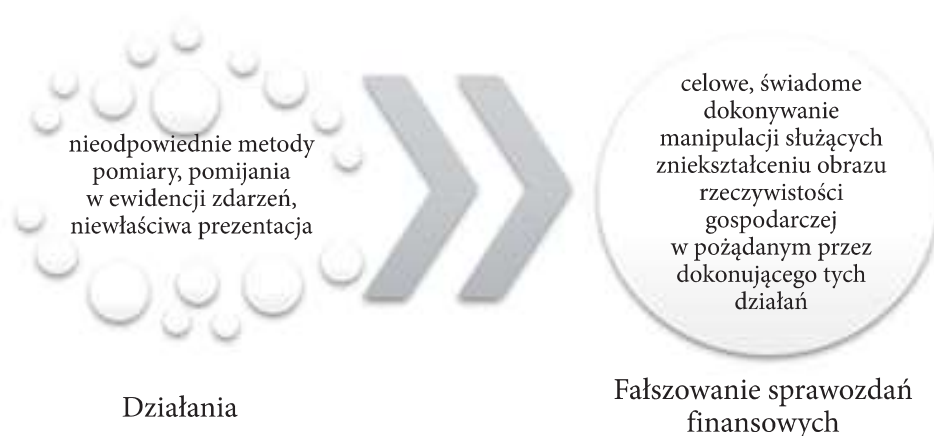 nieodpowiednie metody
pomiary, pomijania
w ewidencji zdarzeń,
niewłaściwa prezentacja
Działania
celowe, świadome
dokonywanie
manipulacji służących
zniekształceniu obrazu
rzeczywistości
gospodarczej
w pożądanym przez
dokonującego tych
działań
Fałszowanie sprawozdań
finansowych